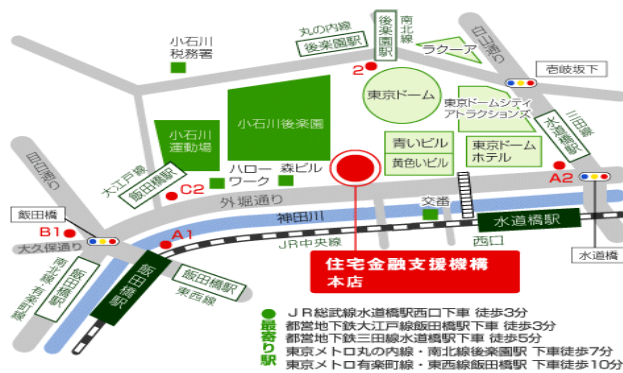 丸の内線
後楽園駅
後楽園駅
南北線
ラクーア
白山通り
小石川
税務署
2
壱岐坂下
東京ドーム
東京ドームシティ
アトラクションズ
三田線
水道橋駅
小石川後楽園
小石川
運動場
青いビル
黄色いビル
東京ドーム
ホテル
目白通り
大江戸線
飯田橋駅
ハロー
ワーク
森ビル
C2
A2
外堀通り
飯田橋
神田川
交番
水道橋駅
B1
A1
大久保通り
JR中央線
西口
水道橋
南北線・有楽町線
飯田橋駅
飯田橋駅
飯田橋駅
東西線
住宅金融支援機構
本店
最寄り駅
JR総武線水道橋駅西口下車 徒歩3分
都営地下鉄大江戸線飯田橋駅下車 徒歩3分
都営地下鉄三田線水道橋駅下車 徒歩5分
東京メトロ丸の内線・南北線後楽園駅 下車徒歩7分
東京メトロ有楽町線・東西線飯田橋駅 下車徒歩10分